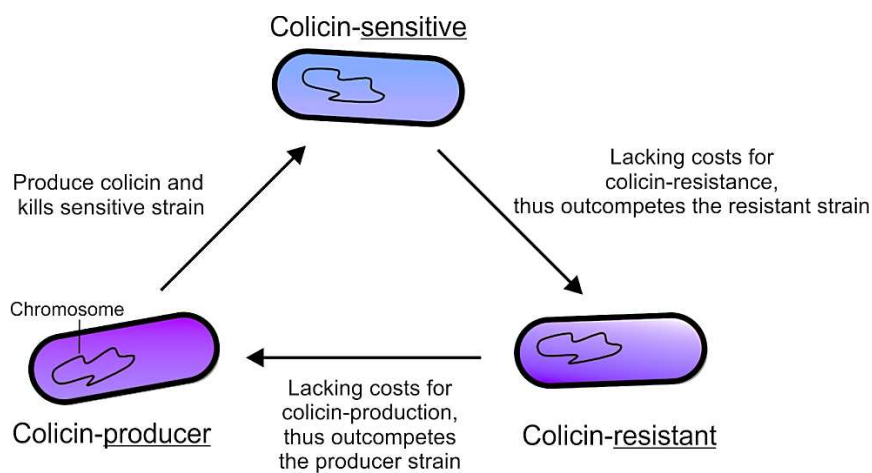 Colicin-sensitive
Produce colicin and
kills sensitive strain
Lacking costs for
colicin-resistance,
thus outcompetes the resistant strain
Chromosome
Colicin-producer
Lacking costs for
colicin-production,
thus outcompetes
the producer strain
Colicin-resistant